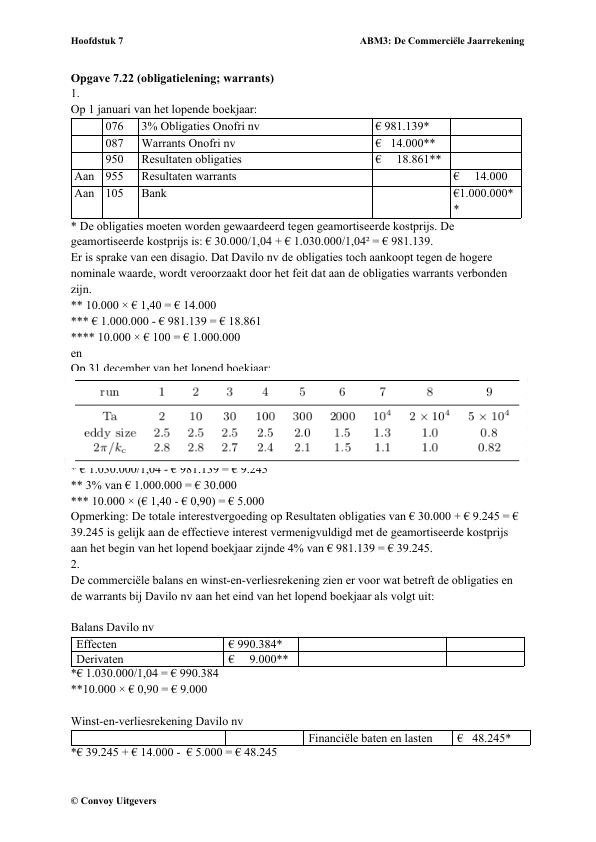 Hoofdstuk 7 ABM3: De Commerciële Jaarrekening
Opgave 7.22 (obligatielening; warrants)
1.
Op 1 januari van het lopende boekjaar:
076 3% Obligaties Onofri nv € 981.139*
087 Warrants Onofri nv € 14.000**
950 Resultaten obligaties € 18.861**
Aan 955 Resultaten warrants € 14.000
Aan 105 Bank €1.000.000*
*
* De obligaties moeten worden gewaardeerd tegen geamortiseerde kostprijs. De
geamortiseerde kostprijs is: € 30.000/1,04 + € 1.030.000/1,04² = € 981.139.
Er is sprake van een disagio. Dat Davilo nv de obligaties toch aankoopt tegen de hogere
nominale waarde, wordt veroorzaakt door het feit dat aan de obligaties warrants verbonden
zijn.
** 10.000 × € 1,40 = € 14.000
*** € 1.000.000 - € 981.139 = € 18.861
**** 10.000 × € 100 = € 1.000.000
en
Op 31 december van het lopend boekjaar:
run 1 2 3 4 5 6 7 8 9
Ta 2 10 30 100 300 2000 10⁴ 2 × 10⁴ 5 × 10⁴
eddy size 2.5 2.5 2.5 2.5 2.0 1.5 1.3 1.0 0.8
2π/kc 2.8 2.8 2.7 2.4 2.1 1.5 1.1 1.0 0.82
* € 1.030.000/1,04 - € 981.139 = € 9.245
** 3% van € 1.000.000 = € 30.000
*** 10.000 × (€ 1,40 - € 0,90) = € 5.000
Opmerking: De totale interestvergoeding op Resultaten obligaties van € 30.000 + € 9.245 = €
39.245 is gelijk aan de effectieve interest vermenigvuldigd met de geamortiseerde kostprijs
aan het begin van het lopend boekjaar zijnde 4% van € 981.139 = € 39.245.
2.
De commerciële balans en winst-en-verliesrekening zien er voor wat betreft de obligaties en
de warrants bij Davilo nv aan het eind van het lopend boekjaar als volgt uit:
Balans Davilo nv
Effecten € 990.384*
Derivaten € 9.000**
*€ 1.030.000/1,04 = € 990.384
**10.000 × € 0,90 = € 9.000
Winst-en-verliesrekening Davilo nv
Financiële baten en lasten € 48.245*
*€ 39.245 + € 14.000 - € 5.000 = € 48.245
© Convoy Uitgevers